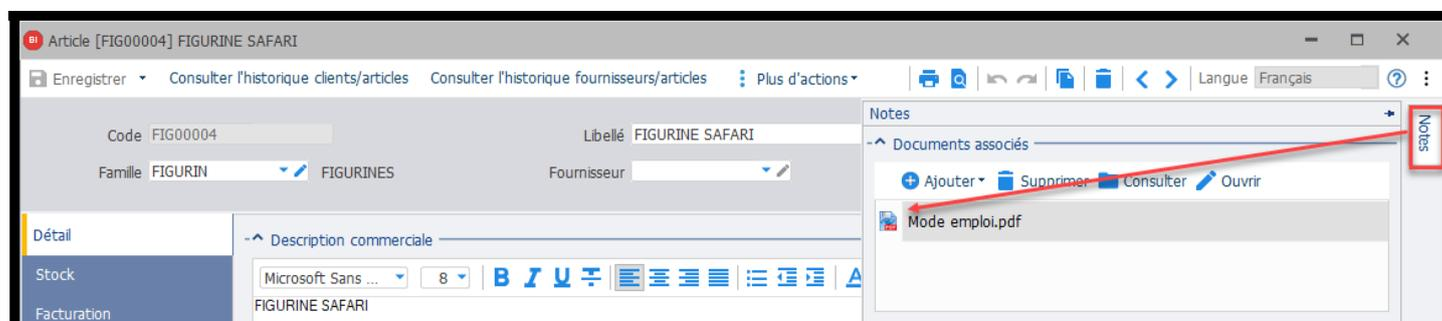 BI Article [FIG00004] FIGURINE SAFARI
Enregistrer Consulter l'historique clients/articles Consulter l'historique fournisseurs/articles Plus d'actions Langue Français
Notes
Notes
Code FIG00004 Libellé FIGURINE SAFARI
Documents associés
Famille FIGURIN FIGURINES Fournisseur
Ajouter Supprimer Consulter Ouvrir
Mode emploi.pdf
Détail
Description commerciale
Stock
Microsoft Sans ... 8 B I U T A
FIGURINE SAFARI
Facturation